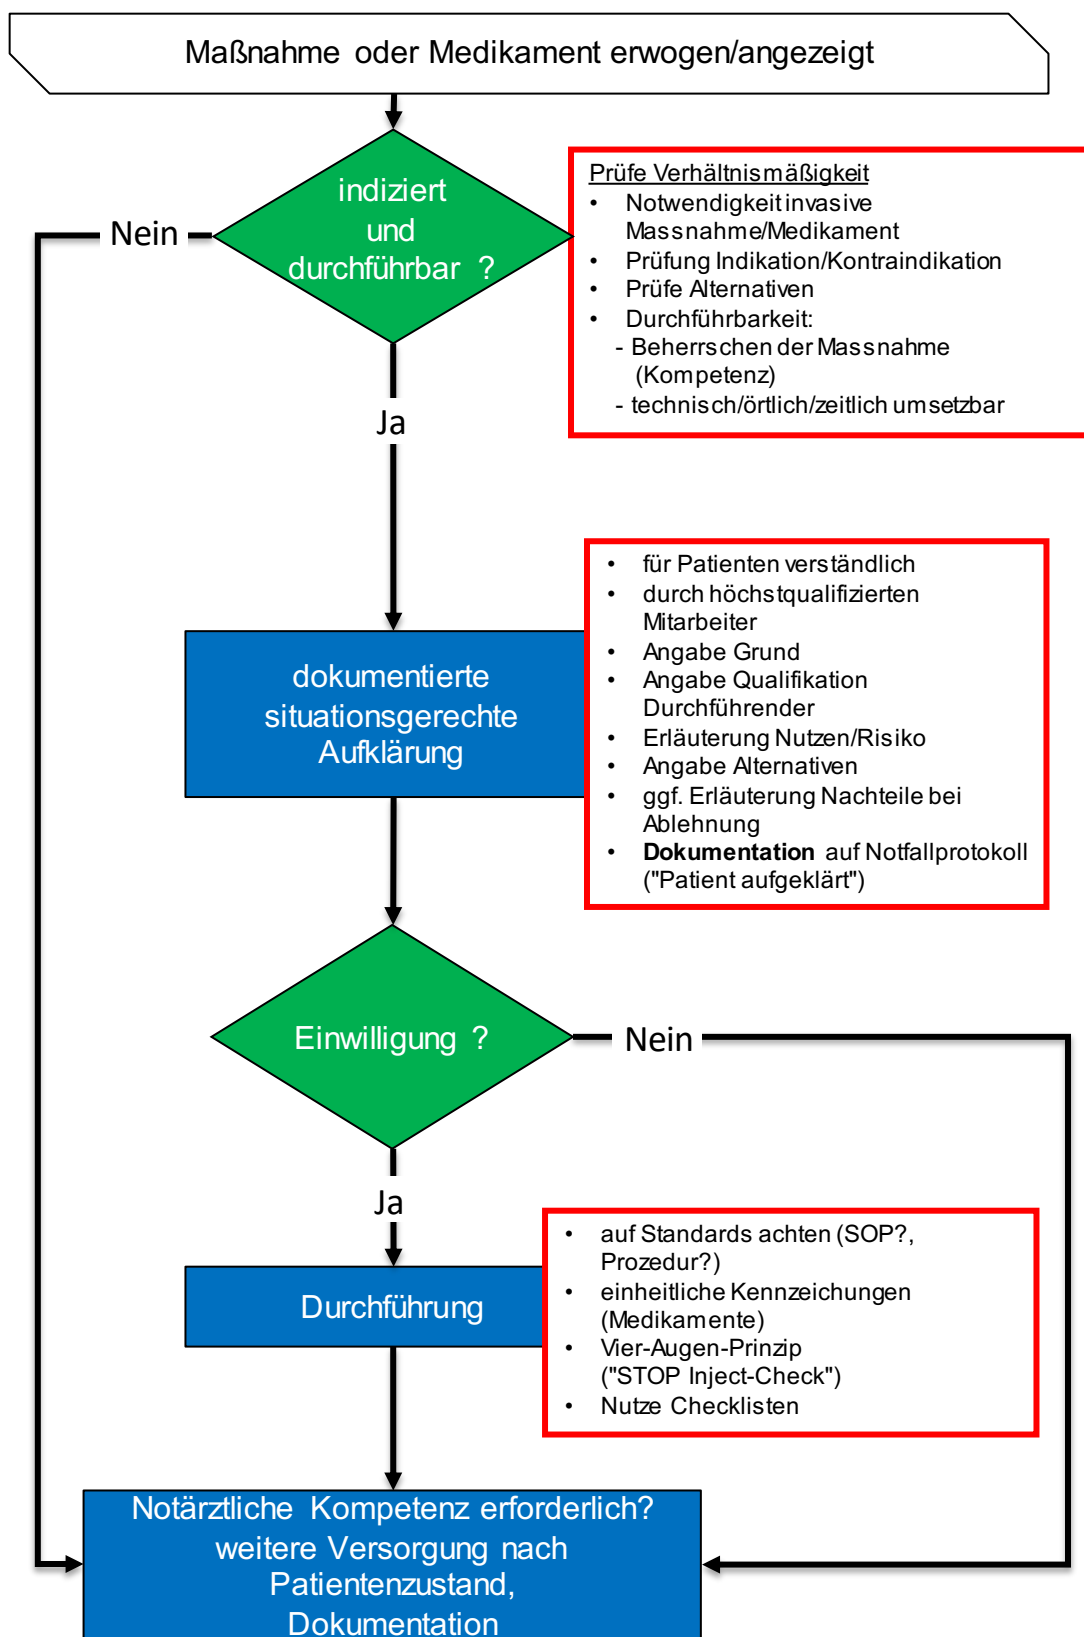 Maßnahme oder Medikament erwogen/angezeigt
indiziert
und
durchführbar ?
Nein
Prüfe Verhältnismäßigkeit
• Notwendigkeit invasive
Massnahme/Medikament
• Prüfung Indikation/Kontraindikation
• Prüfe Alternativen
• Durchführbarkeit:
- Beherrschen der Massnahme
(Kompetenz)
- technisch/örtlich/zeitlich umsetzbar
Ja
dokumentierte
situationsgerechte
Aufklärung
• für Patienten verständlich
• durch höchstqualifizierten
Mitarbeiter
• Angabe Grund
• Angabe Qualifikation
Durchführender
• Erläuterung Nutzen/Risiko
• Angabe Alternativen
• ggf. Erläuterung Nachteile bei
Ablehnung
• Dokumentation auf Notfallprotokoll
("Patient aufgeklärt")
Einwilligung ?
Nein
Ja
Durchführung
• auf Standards achten (SOP?,
Prozedur?)
• einheitliche Kennzeichungen
(Medikamente)
• Vier-Augen-Prinzip
("STOP Inject-Check")
• Nutze Checklisten
Notärztliche Kompetenz erforderlich?
weitere Versorgung nach
Patientenzustand,
Dokumentation